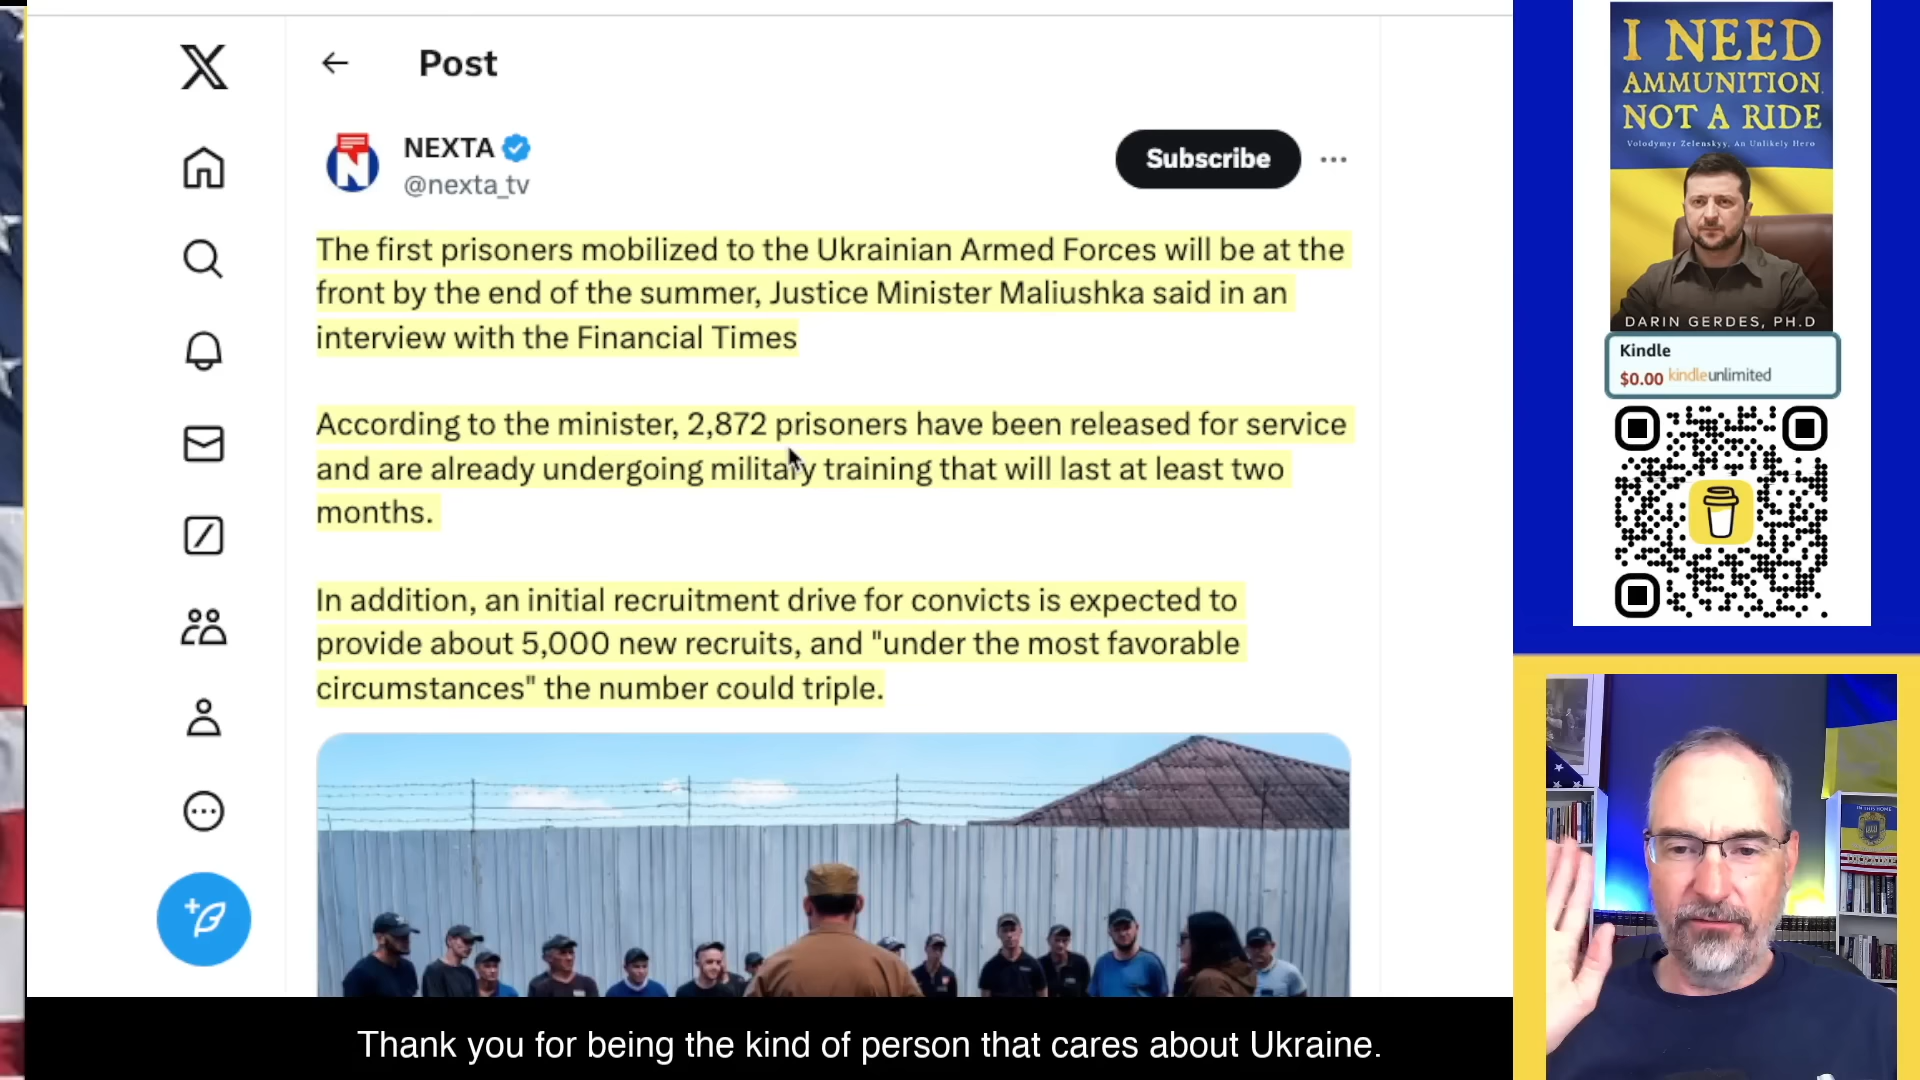 Post
NEXTA
@nexta_tv
Subscribe
The first prisoners mobilized to the Ukrainian Armed Forces will be at the
front by the end of the summer, Justice Minister Maliushka said in an
interview with the Financial Times
According to the minister, 2,872 prisoners have been released for service
and are already undergoing military training that will last at least two
months.
In addition, an initial recruitment drive for convicts is expected to
provide about 5,000 new recruits, and "under the most favorable
circumstances" the number could triple.
I NEED
AMMUNITION,
NOT A RIDE
Volodymyr Zelenskyy, An Unlikely Hero
DARIN GERDES, PH.D
Kindle
$0.00 kindleunlimited
IN THIS HOME
UKRAINE
Thank you for being the kind of person that cares about Ukraine.